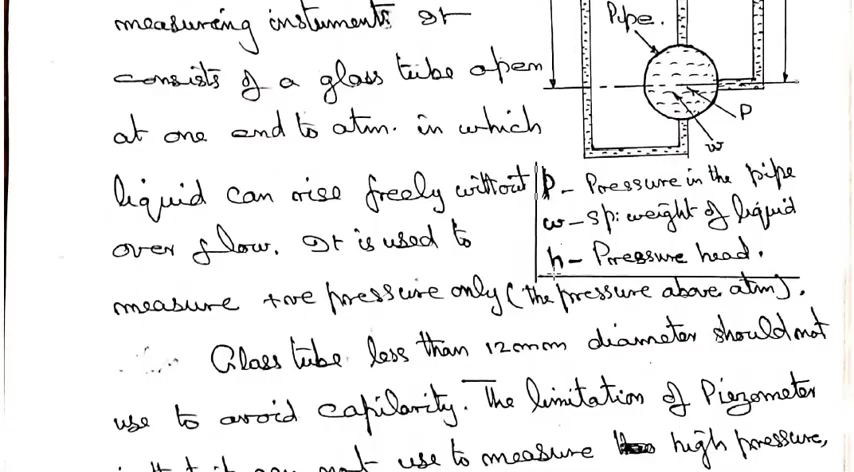 measureing instuments It
Pipe.
consists of a glass tube open
at one end to atm. in which
P
w
liquid can rise freely without
over flow. It is used to
p - Pressure in the pipe
w - sp: weight of liquid
h - Pressure head.
measure +ve pressure only (the pressure above atm).
Glass tube less than 12mm diameter should not
use to avoid capilarity. The limitation of Piezometer
not use to measure high pressure,